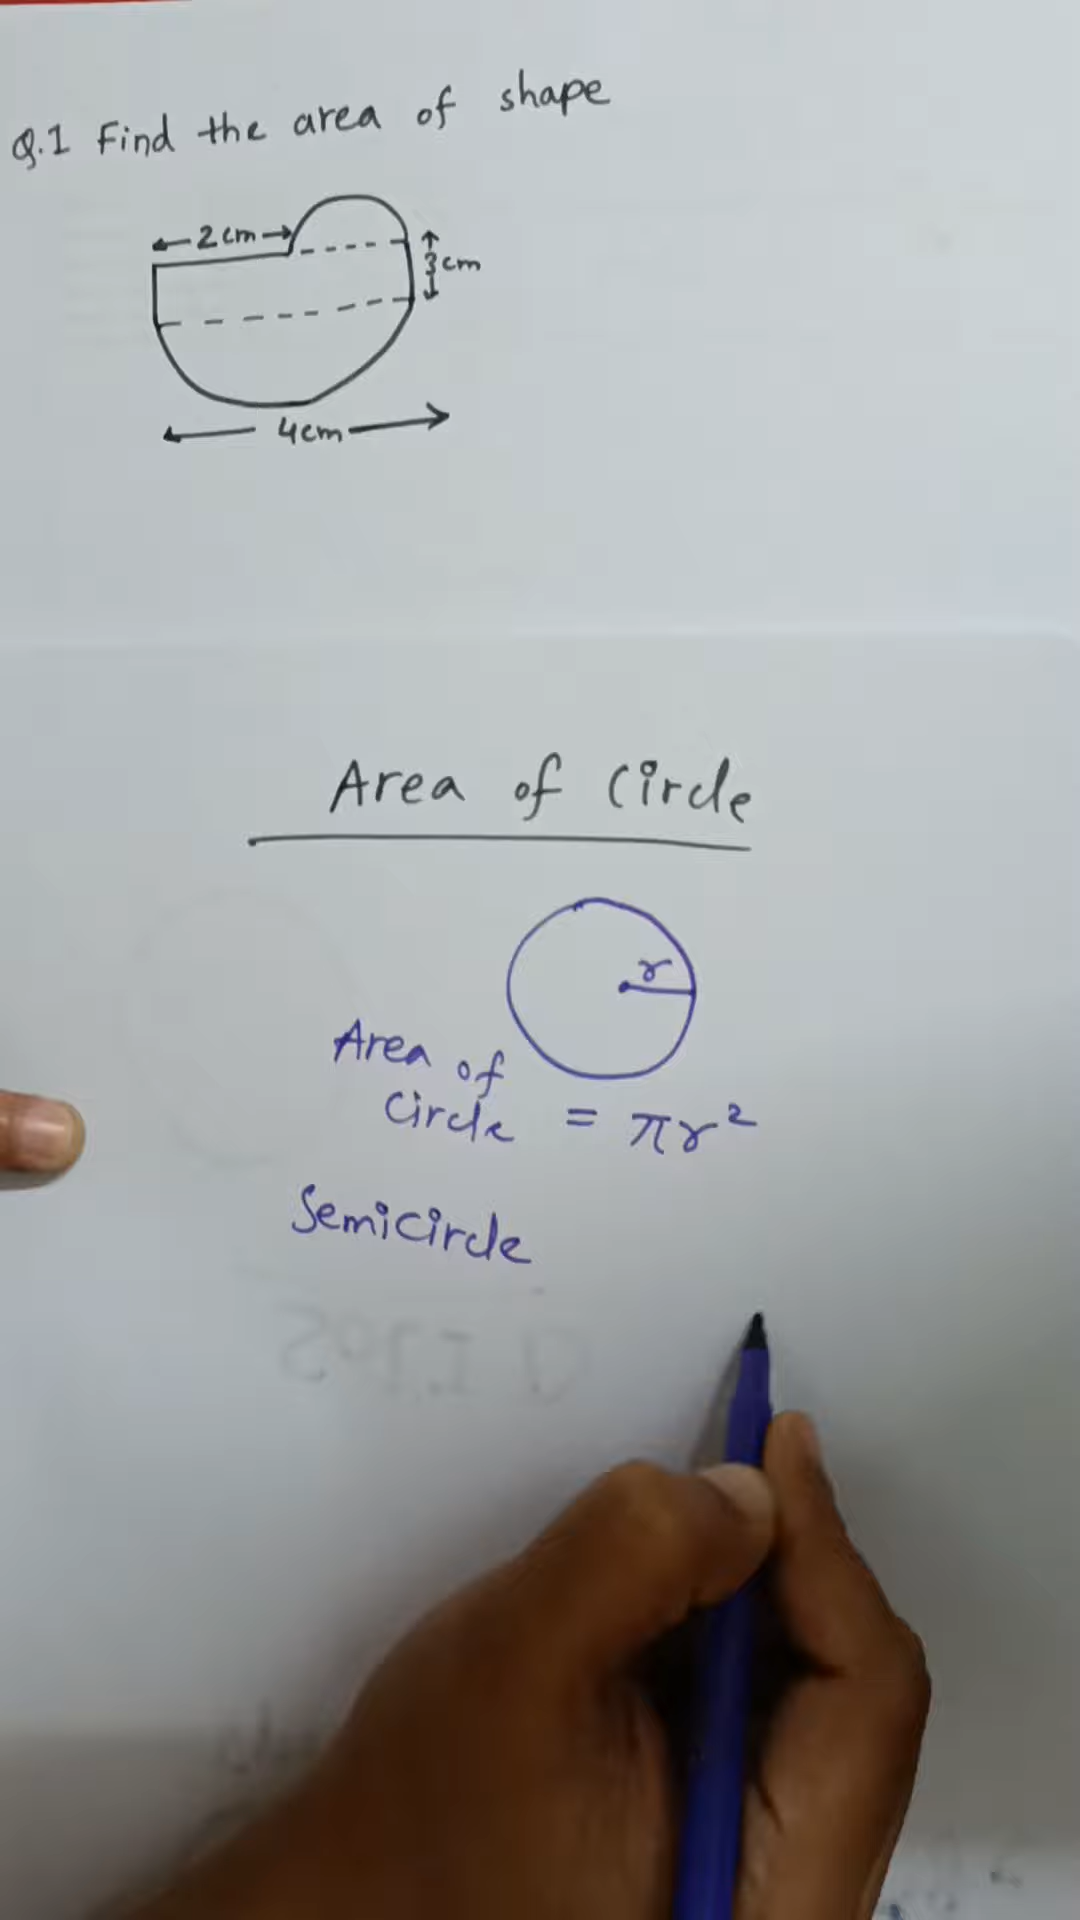 Q.1 Find the area of shape
2cm
3cm
4cm
Area of Circle
r
Area of
Circle = πr²
Semicircle